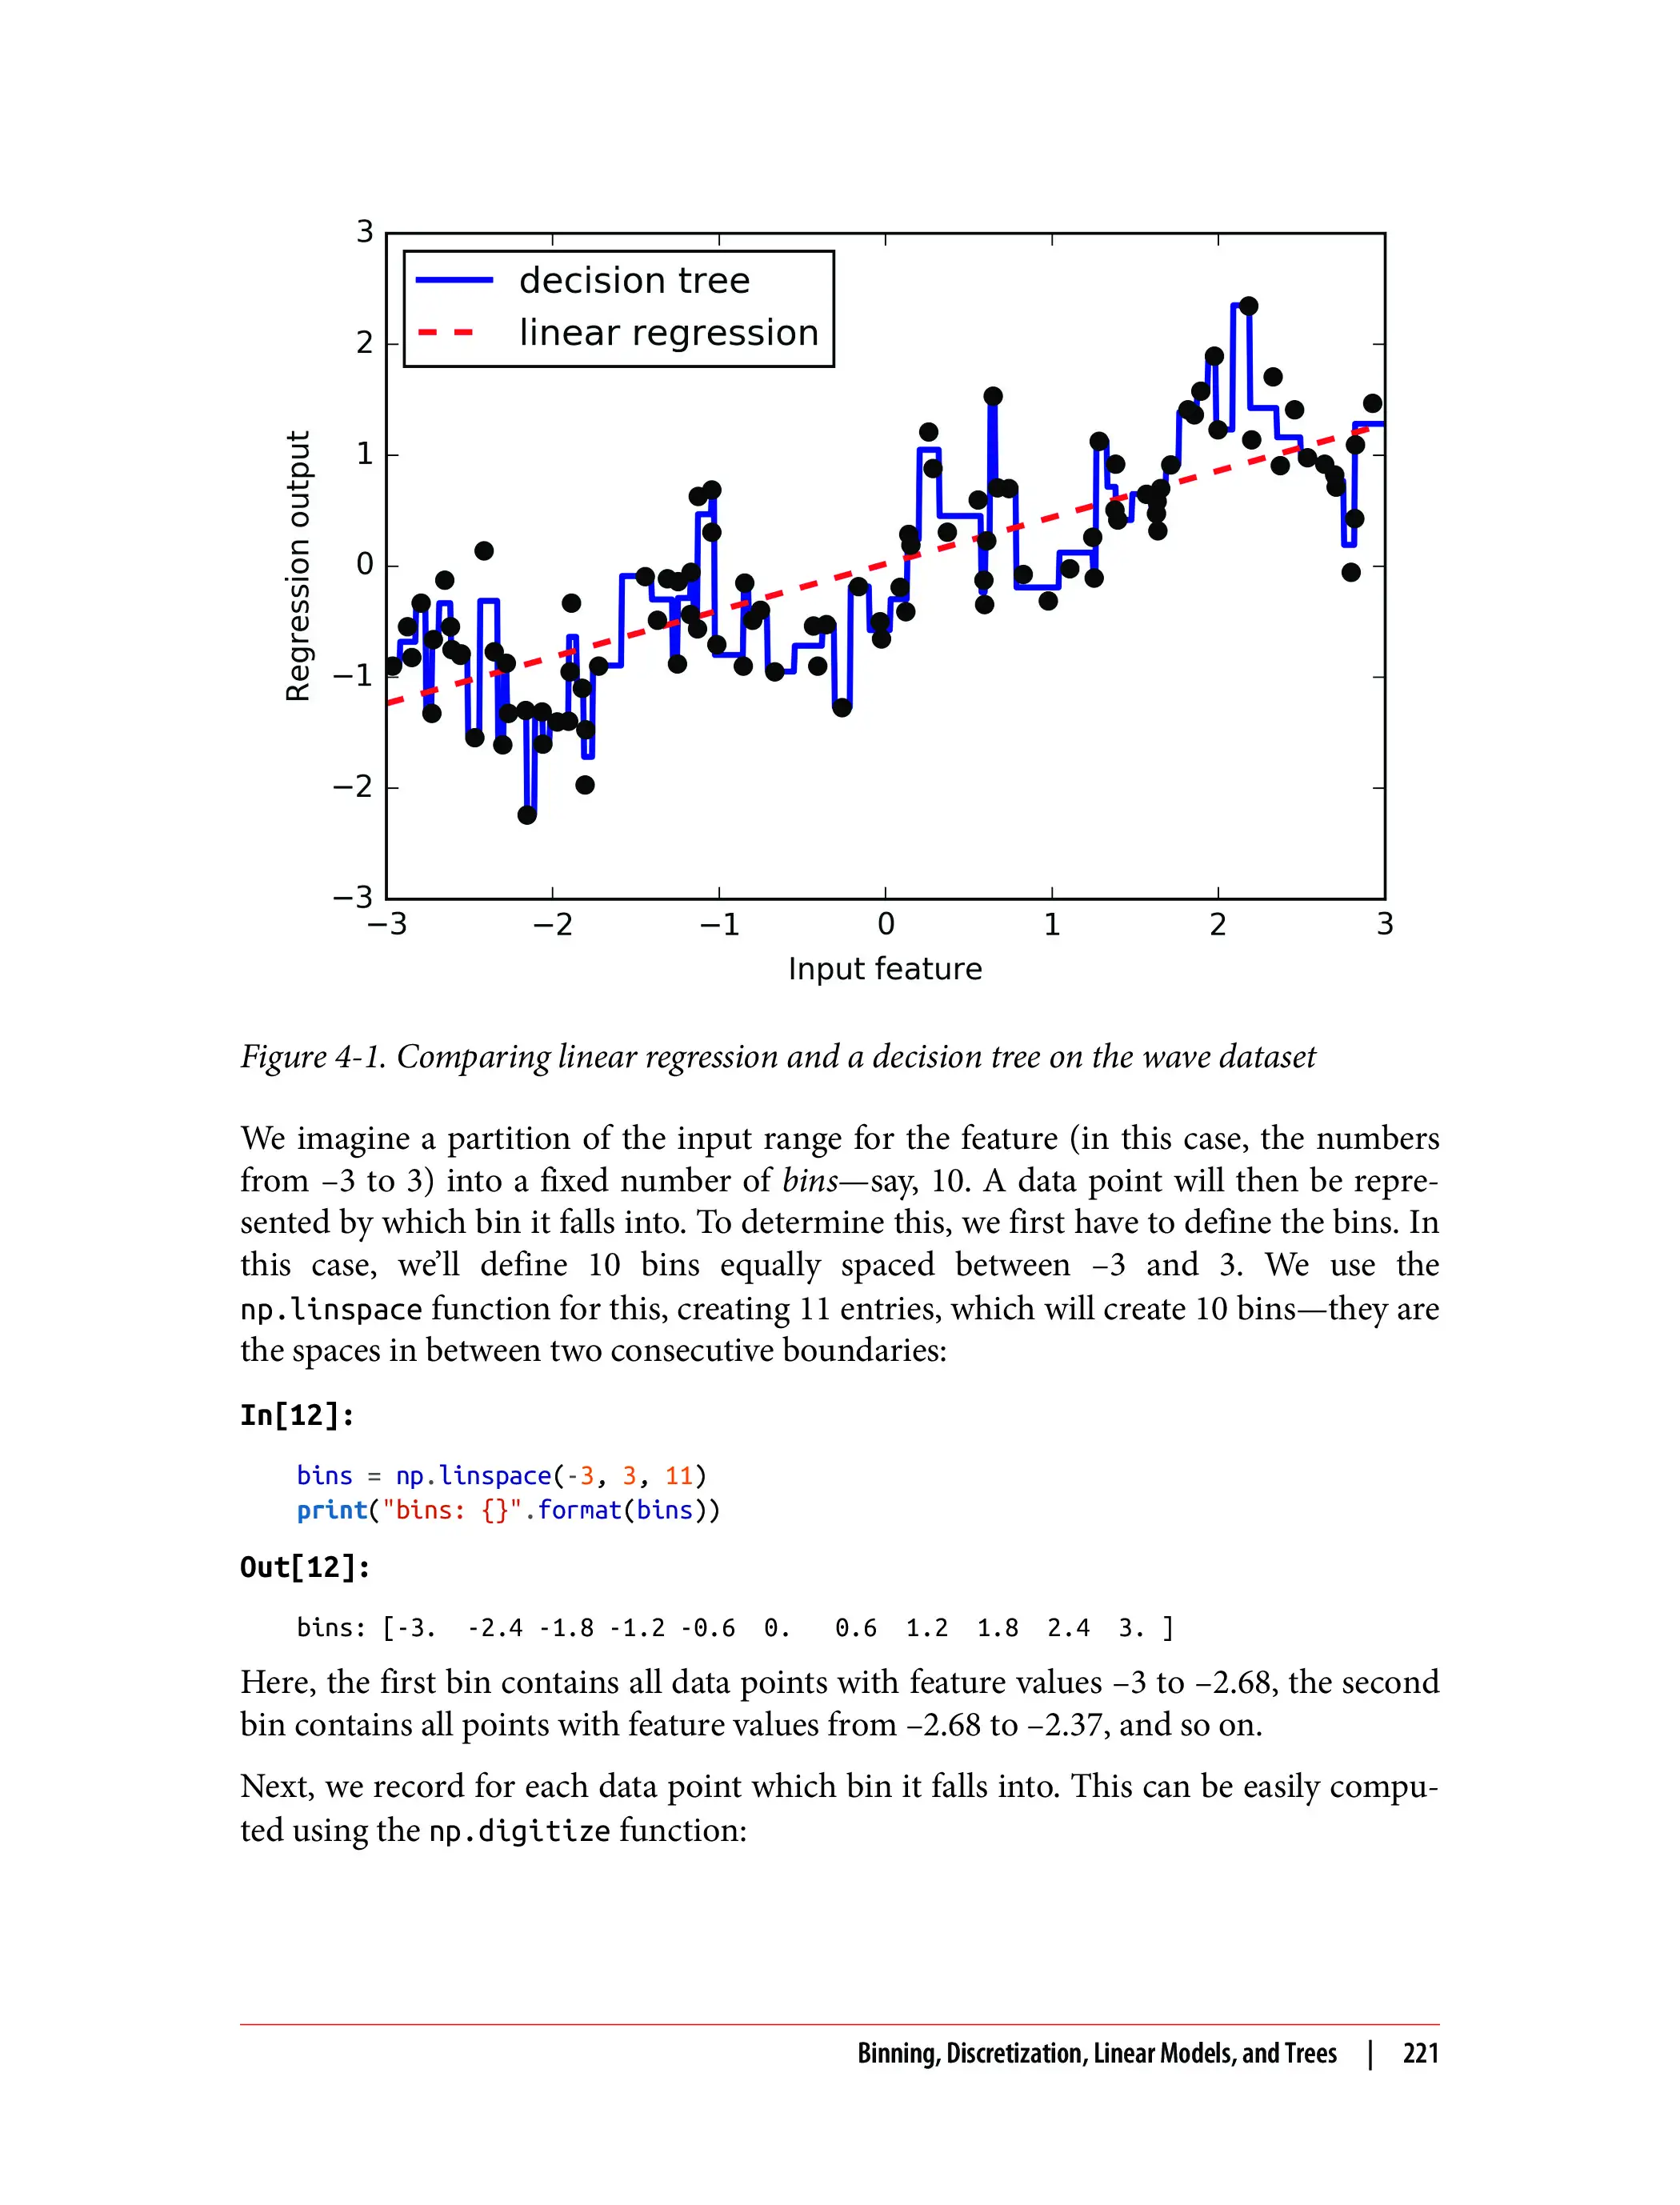 3
decision tree
linear regression
2
1
0
−1
−2
−3
Regression output
−3 −2 −1 0 1 2 3
Input feature
Figure 4-1. Comparing linear regression and a decision tree on the wave dataset
We imagine a partition of the input range for the feature (in this case, the numbers
from –3 to 3) into a fixed number of bins—say, 10. A data point will then be repre-
sented by which bin it falls into. To determine this, we first have to define the bins. In
this case, we’ll define 10 bins equally spaced between –3 and 3. We use the
np.linspace function for this, creating 11 entries, which will create 10 bins—they are
the spaces in between two consecutive boundaries:
In[12]:
bins = np.linspace(-3, 3, 11)
print("bins: {}".format(bins))
Out[12]:
bins: [-3.  -2.4 -1.8 -1.2 -0.6  0.   0.6  1.2  1.8  2.4  3. ]
Here, the first bin contains all data points with feature values –3 to –2.68, the second
bin contains all points with feature values from –2.68 to –2.37, and so on.
Next, we record for each data point which bin it falls into. This can be easily compu-
ted using the np.digitize function:
Binning, Discretization, Linear Models, and Trees | 221